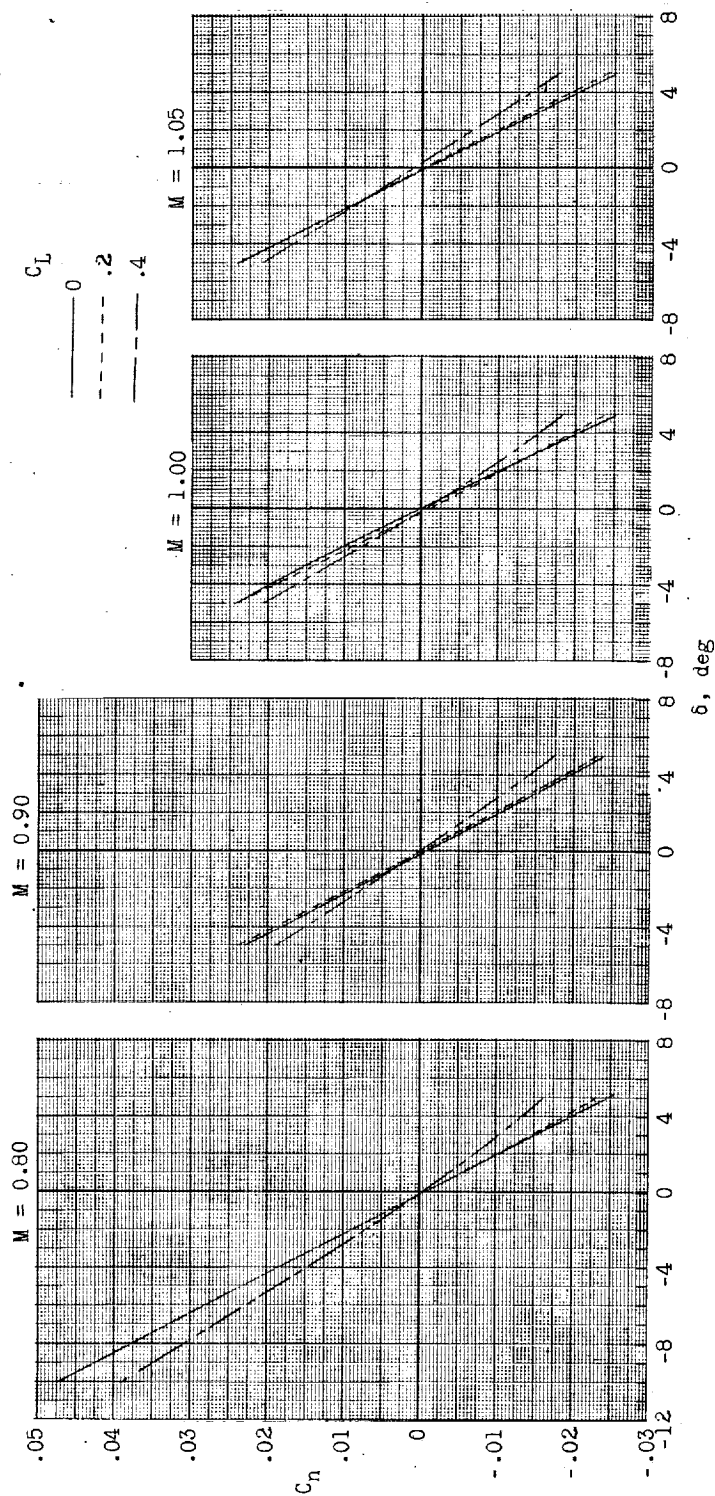 C_L
0
.2
.4
M = 0.80
M = 0.90
M = 1.00
M = 1.05
.05
.04
.03
.02
.01
0
-.01
-.02
-.03
C_n
-12 -8 -4 0 4 8
-8 -4 0 4 8
-8 -4 0 4 8
-8 -4 0 4 8
δ, deg